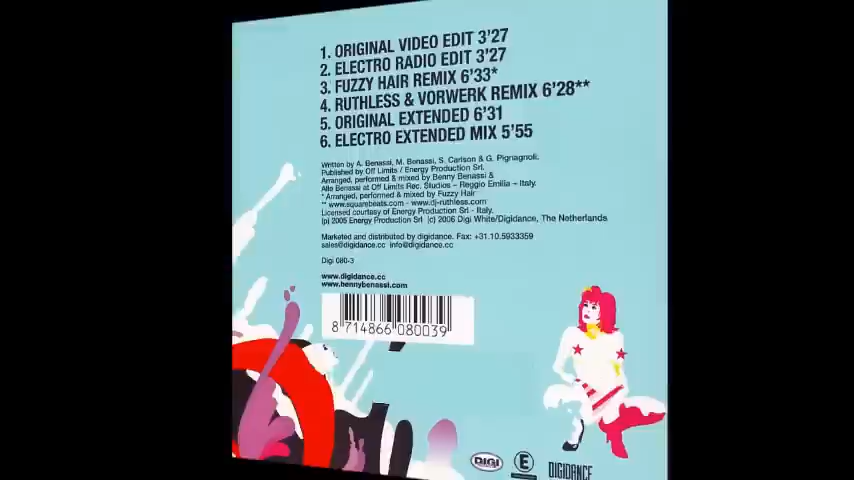 1. ORIGINAL VIDEO EDIT 3'27
2. ELECTRO RADIO EDIT 3'27
3. FUZZY HAIR REMIX 6'33*
4. RUTHLESS & VORWERK REMIX 6'28**
5. ORIGINAL EXTENDED 6'31
6. ELECTRO EXTENDED MIX 5'55
Written by A. Benassi, M. Benassi, S. Carlson & G. Pignagnoli.
Published by Off Limits / Energy Production Srl.
Arranged, performed & mixed by Benny Benassi &
Alle Benassi at Off Limits Rec. Studios – Reggio Emilia – Italy.
* Arranged, performed & mixed by Fuzzy Hair
** www.squarebeats.com - www.dj-ruthless.com
Licensed courtesy of Energy Production Srl - Italy.
(p) 2005 Energy Production Srl (c) 2006 Digi White/Digidance, The Netherlands
Marketed and distributed by digidance. Fax: +31.10.5933359
sales@digidance.cc info@digidance.cc
Digi 080-3
www.digidance.cc
www.bennybenassi.com
8 714866 080039
DIGI
E
DIGIDANCE